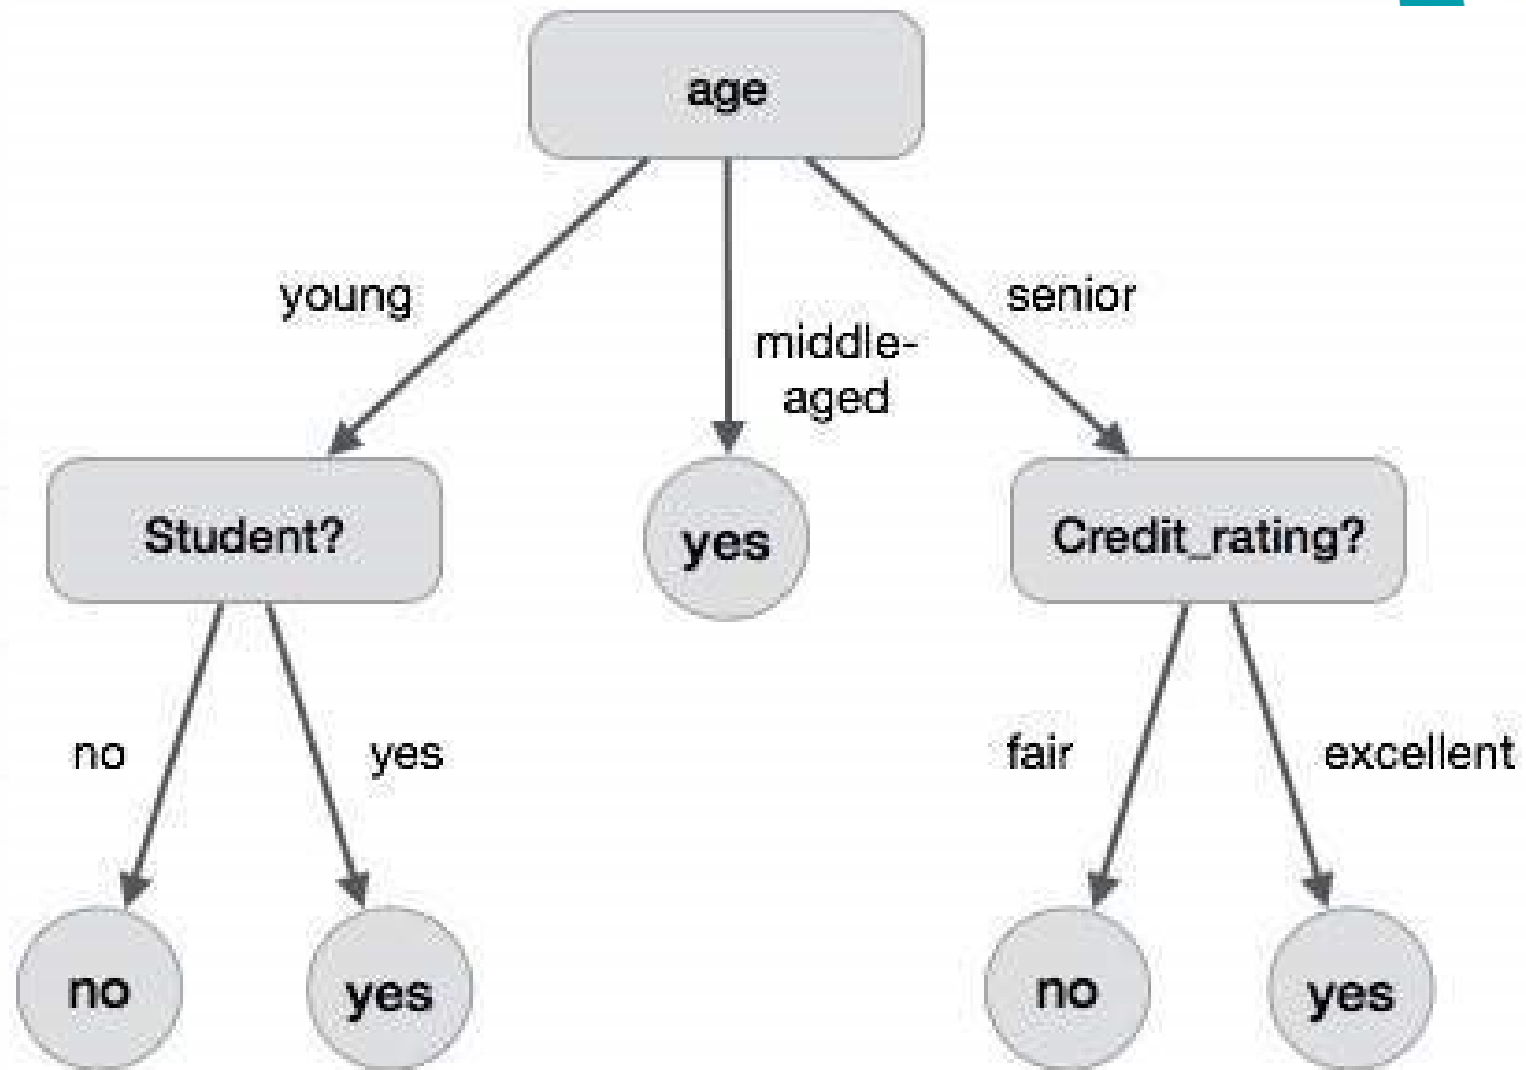 age
young
senior
middle-
aged
Student?
yes
Credit_rating?
no
yes
fair
excellent
no
yes
no
yes